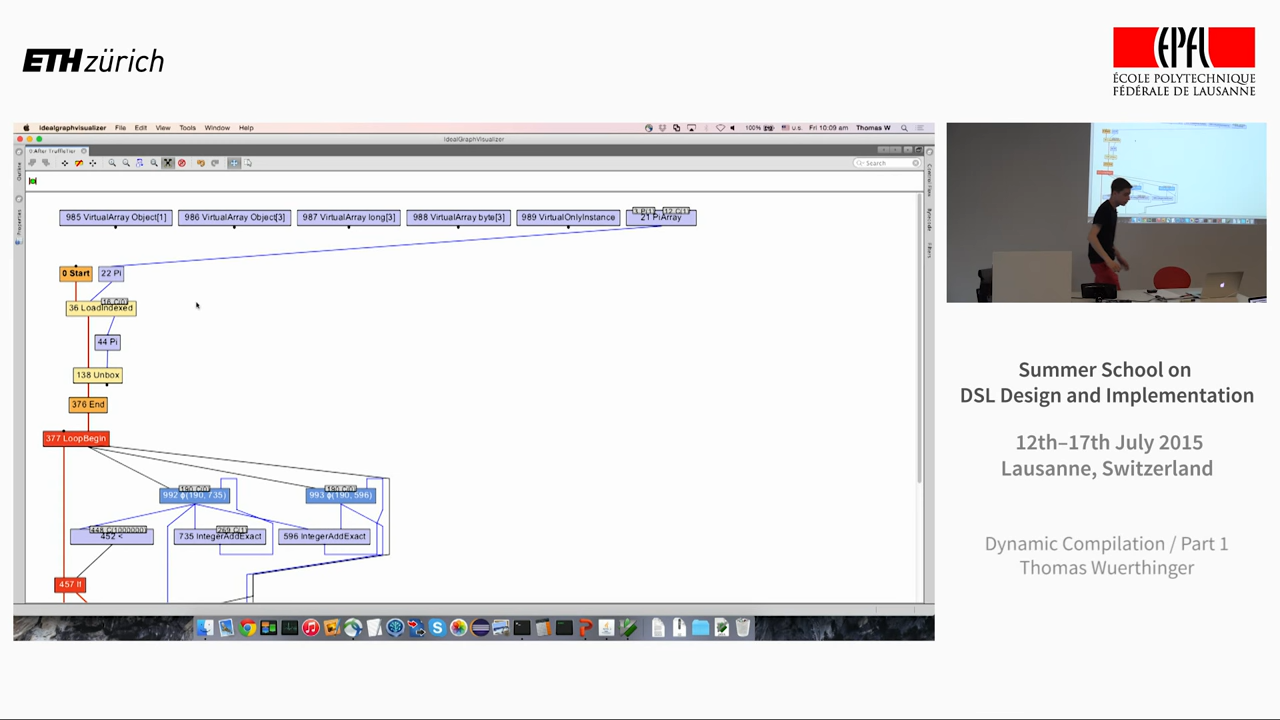 ETH zürich
EPFL
ÉCOLE POLYTECHNIQUE
FÉDÉRALE DE LAUSANNE
idealgraphvisualizer File Edit View Tools Window Help
100% U.S. Fri 10:09 am Thomas W
IdealGraphVisualizer
Search
985 VirtualArray Object[1]
986 VirtualArray Object[3]
987 VirtualArray long[3]
988 VirtualArray byte[3]
989 VirtualOnlyInstance
21 PiArray
0 Start
22 Pi
36 LoadIndexed
44 Pi
138 Unbox
376 End
377 LoopBegin
992 ϕ(190, 735)
993 ϕ(190, 596)
448 C(1000000)
452 <
269 C(1)
735 IntegerAddExact
596 IntegerAddExact
457 If
Summer School on
DSL Design and Implementation
12th–17th July 2015
Lausanne, Switzerland
Dynamic Compilation / Part 1
Thomas Wuerthinger